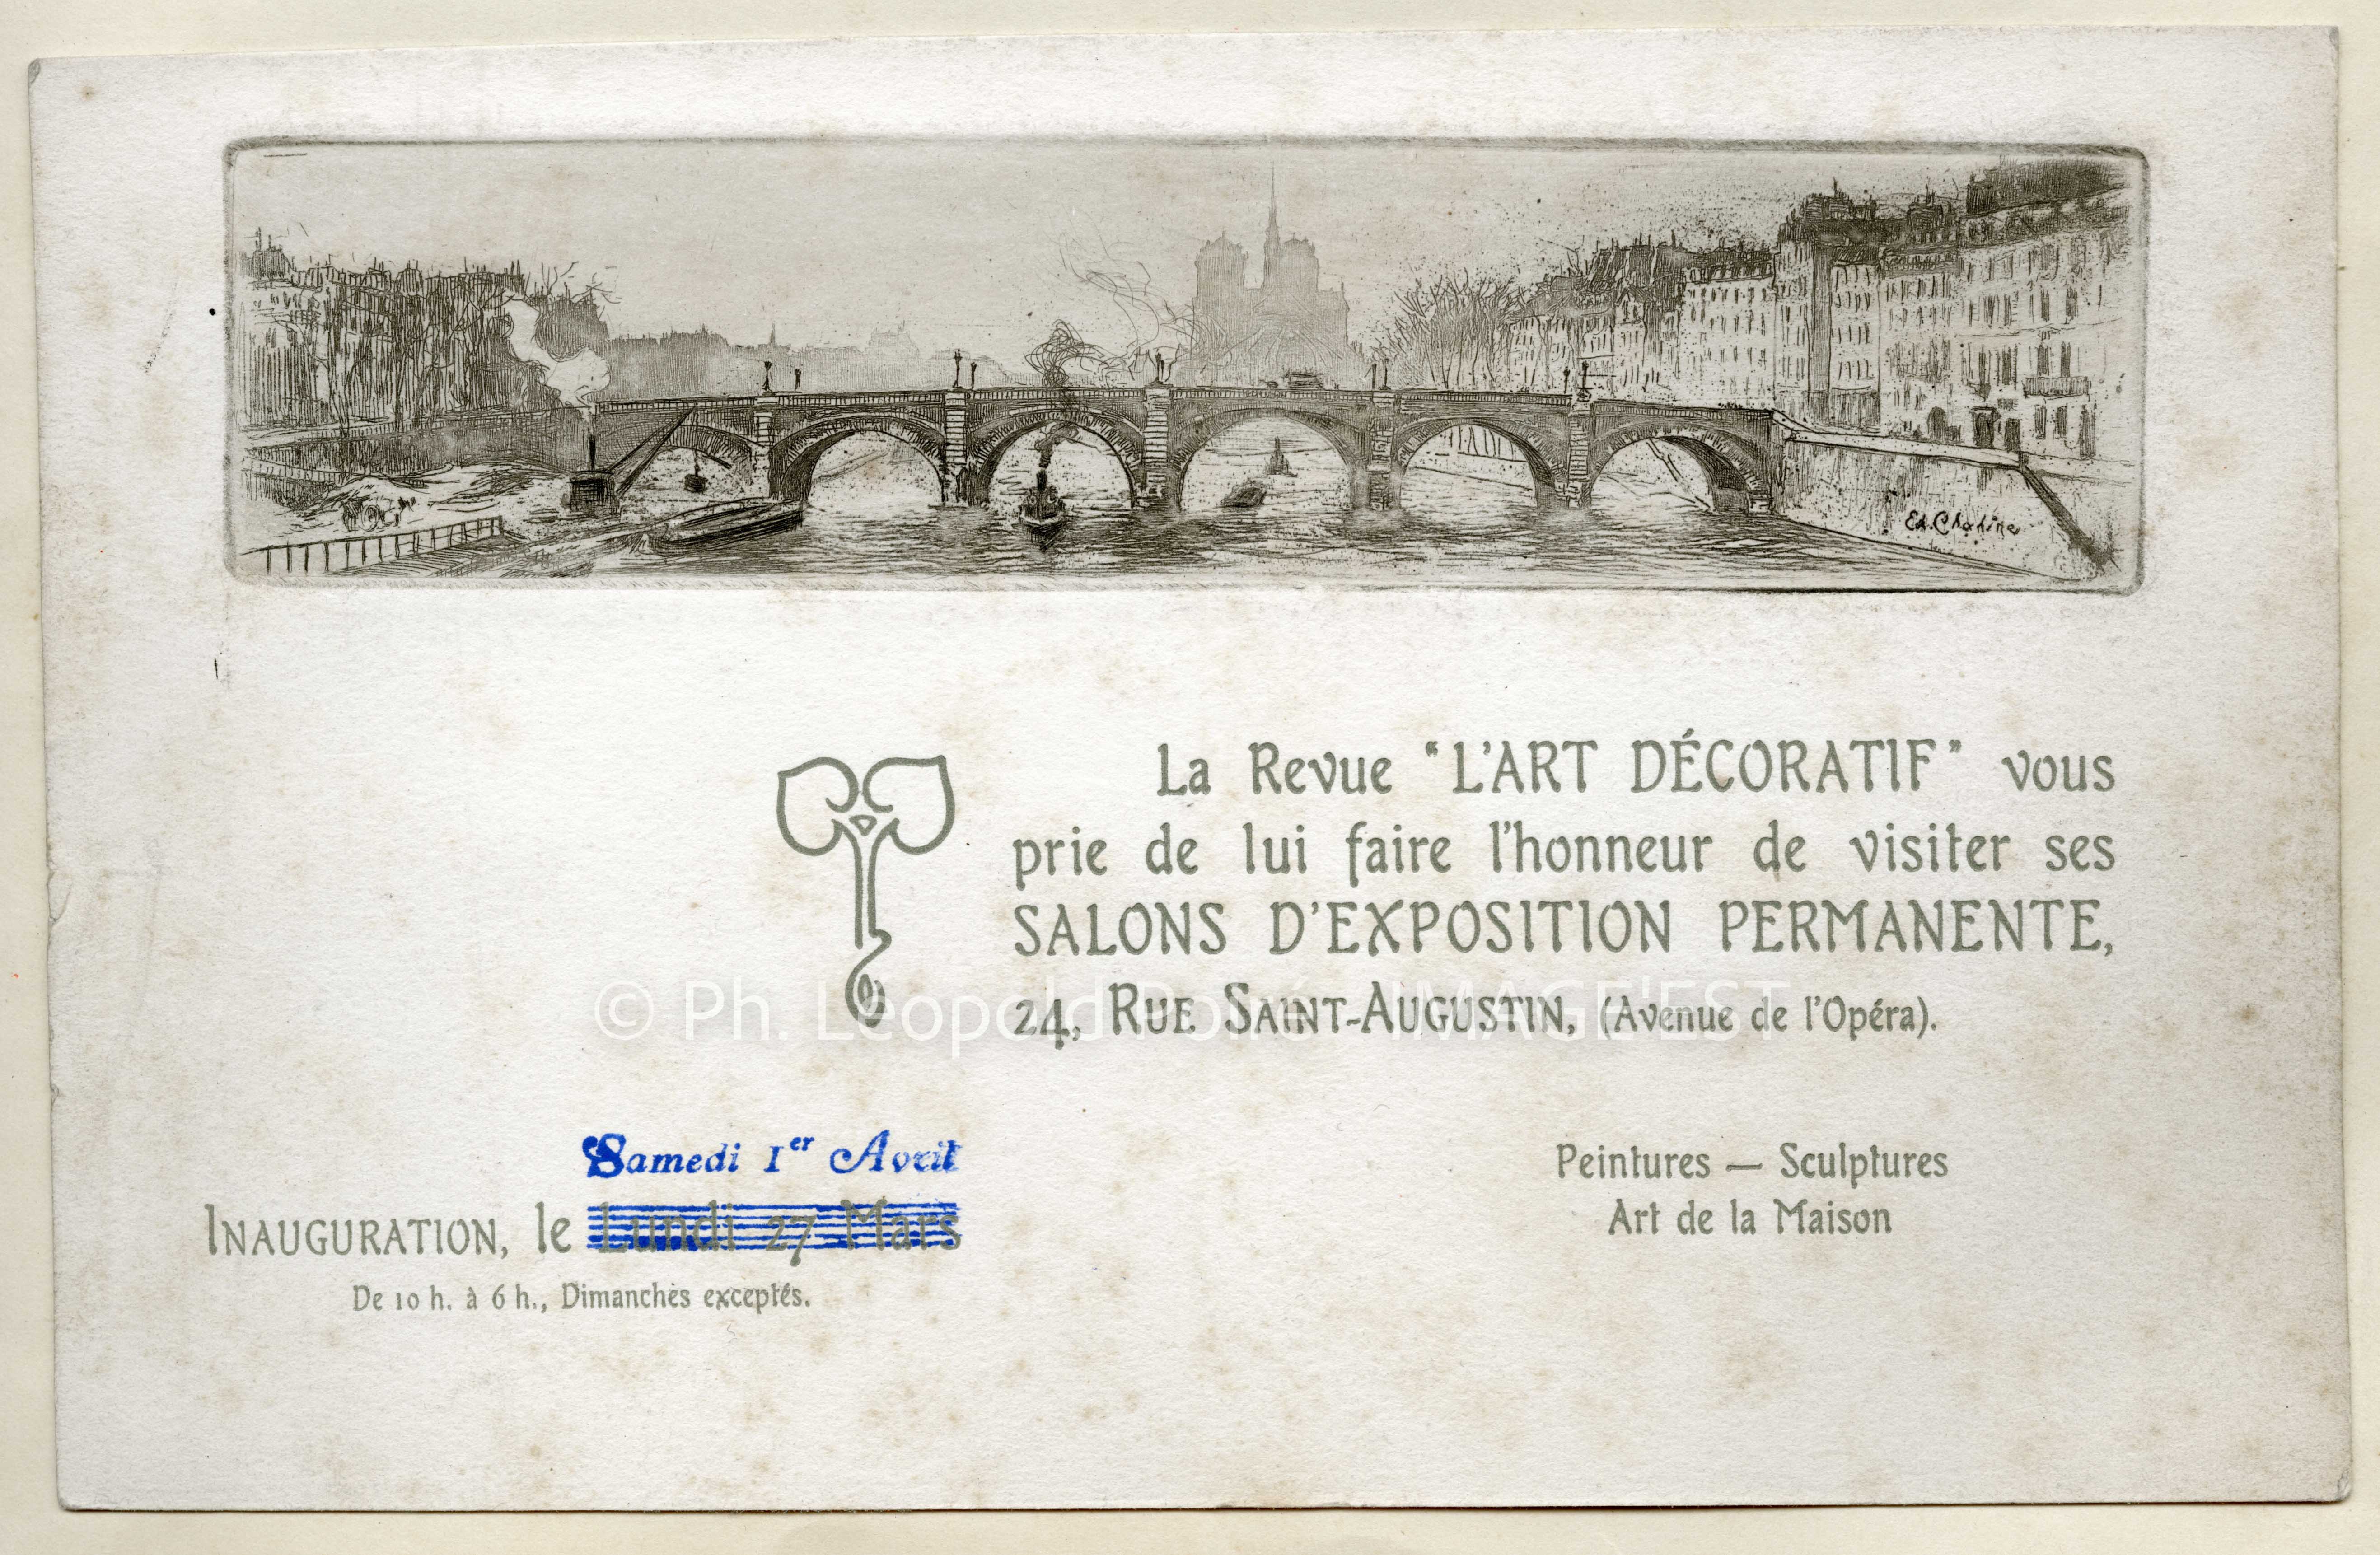 Ed. Chahine
La Revue "L'ART DÉCORATIF" vous
prie de lui faire l'honneur de visiter ses
SALONS D'EXPOSITION PERMANENTE,
24, RUE SAINT-AUGUSTIN, (Avenue de l'Opéra).
© Ph. Léopold Poiré - IMAGE'EST
Samedi 1er Avril
INAUGURATION, le Lundi 27 Mars
De 10 h. à 6 h., Dimanches exceptés.
Peintures — Sculptures
Art de la Maison